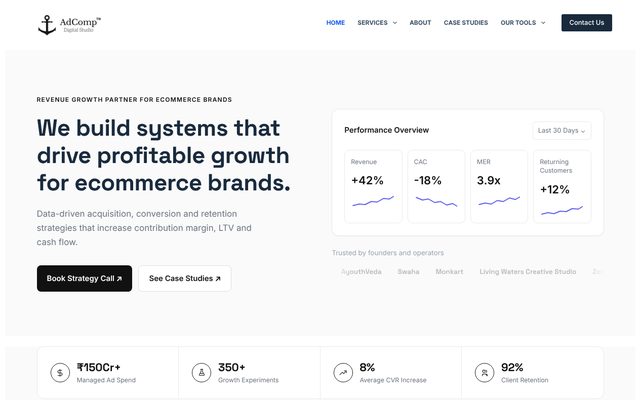 AdComp™
Digital Studio
HOME
SERVICES
ABOUT
CASE STUDIES
OUR TOOLS
Contact Us
REVENUE GROWTH PARTNER FOR ECOMMERCE BRANDS
We build systems that
drive profitable growth
for ecommerce brands.
Data-driven acquisition, conversion and retention
strategies that increase contribution margin, LTV and
cash flow.
Book Strategy Call ↗
See Case Studies ↗
Performance Overview
Last 30 Days
Revenue
+42%
CAC
-18%
MER
3.9x
Returning
Customers
+12%
Trusted by founders and operators
AyouthVeda
Swaha
Monkart
Living Waters Creative Studio
₹150Cr+
Managed Ad Spend
350+
Growth Experiments
8%
Average CVR Increase
92%
Client Retention